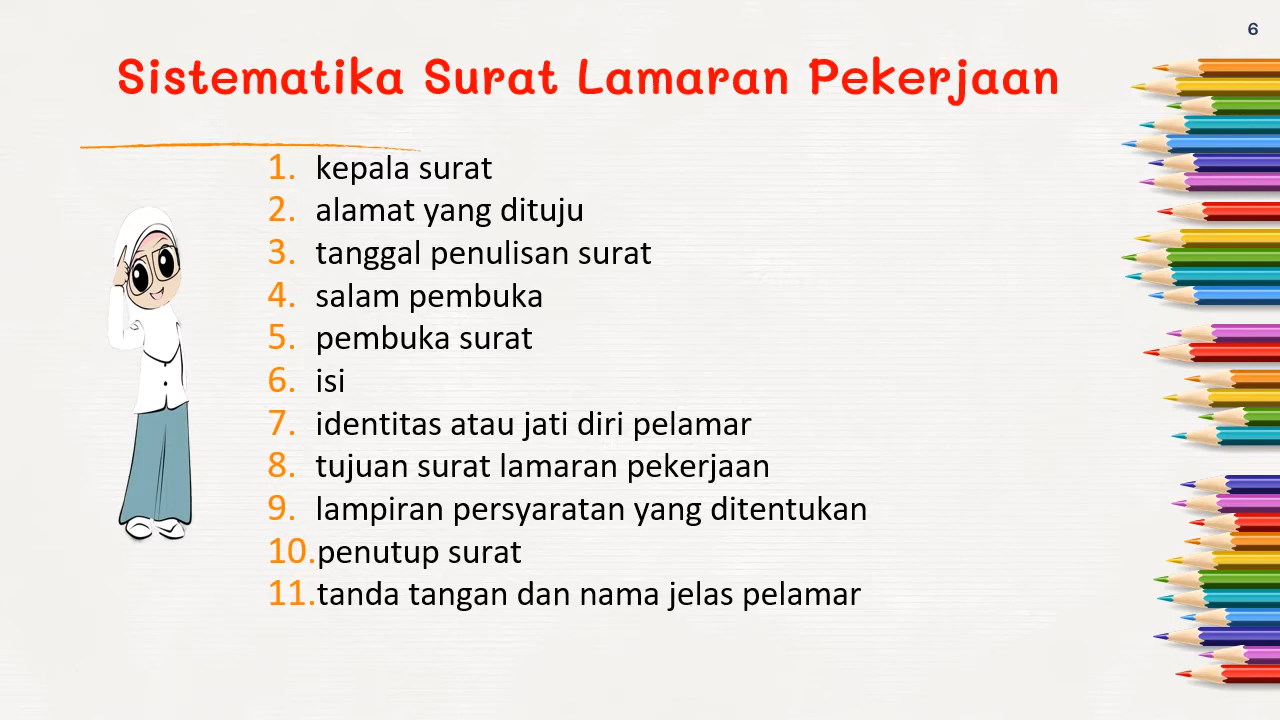 6
Sistematika Surat Lamaran Pekerjaan
1. kepala surat
2. alamat yang dituju
3. tanggal penulisan surat
4. salam pembuka
5. pembuka surat
6. isi
7. identitas atau jati diri pelamar
8. tujuan surat lamaran pekerjaan
9. lampiran persyaratan yang ditentukan
10. penutup surat
11. tanda tangan dan nama jelas pelamar